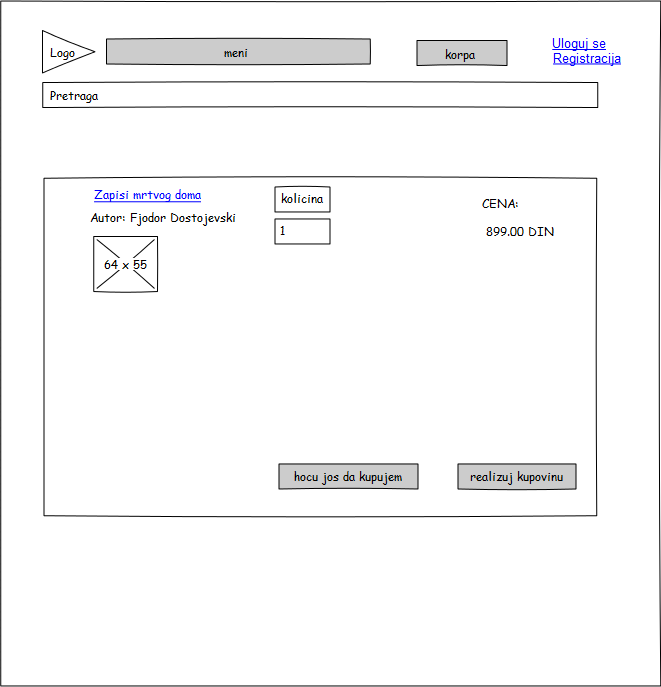 Logo
meni
korpa
Uloguj se
Registracija
Pretraga
Zapisi mrtvog doma
Autor: Fjodor Dostojevski
64 x 55
kolicina
1
CENA:
899.00 DIN
hocu jos da kupujem
realizuj kupovinu